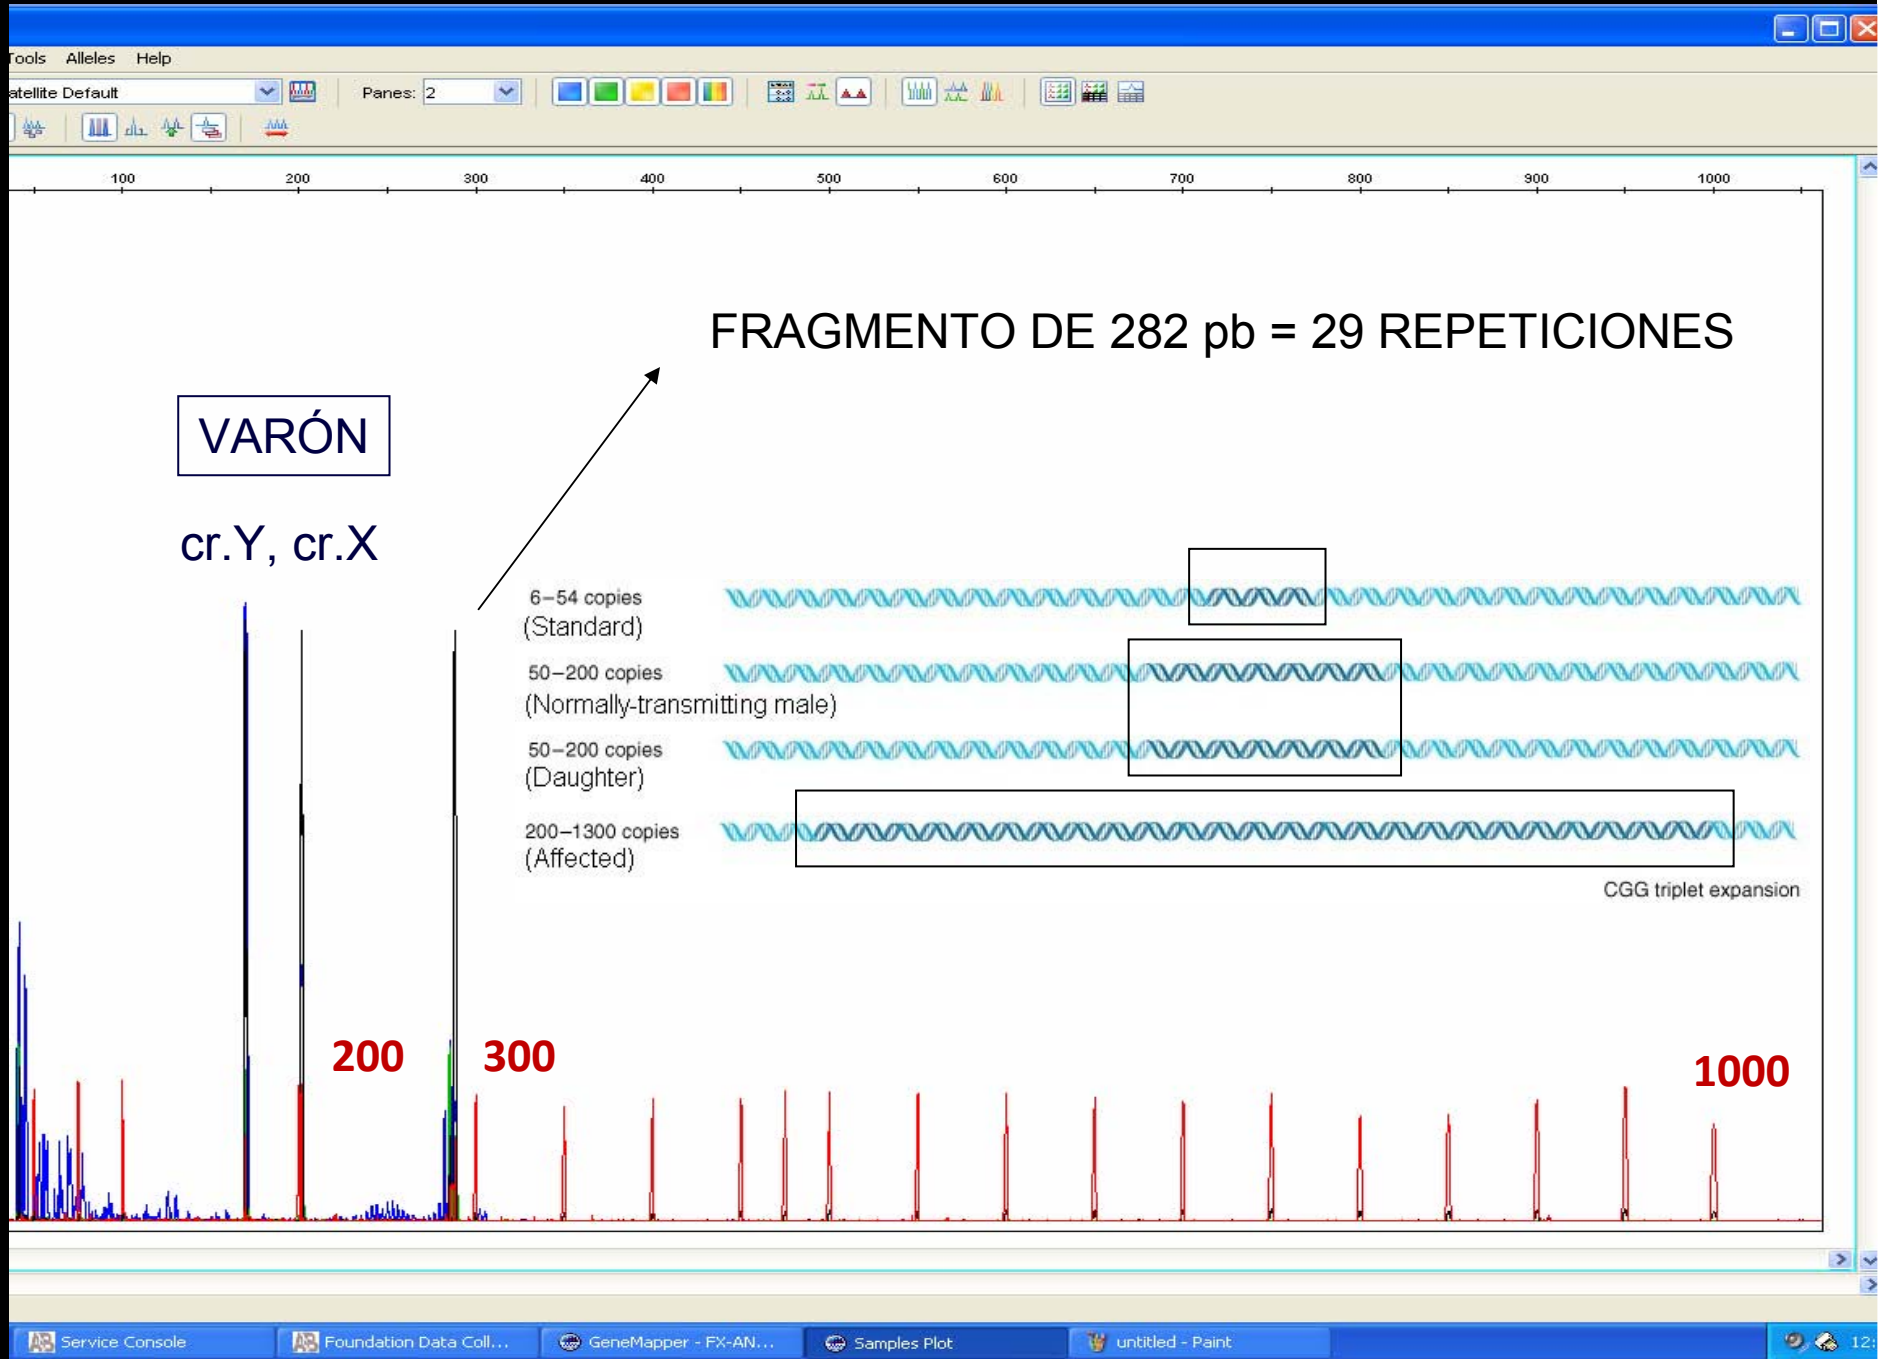 Tools Alleles Help
atellite Default
Panes: 2
100 200 300 400 500 600 700 800 900 1000
FRAGMENTO DE 282 pb = 29 REPETICIONES
VARÓN
cr.Y, cr.X
6–54 copies
(Standard)
50–200 copies
(Normally-transmitting male)
50–200 copies
(Daughter)
200–1300 copies
(Affected)
CGG triplet expansion
200 300 1000
Service Console
Foundation Data Coll...
GeneMapper - FX-AN...
Samples Plot
untitled - Paint
12: